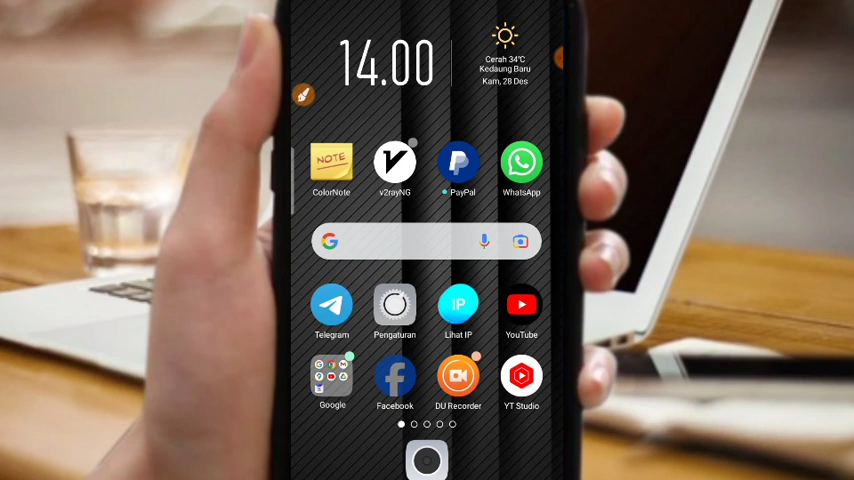 14.00
Cerah 34°C
Kedaung Baru
Kam, 28 Des
NOTE
ColorNote
v2rayNG
PayPal
WhatsApp
IP
Telegram
Pengaturan
Lihat IP
YouTube
Google
Facebook
DU Recorder
YT Studio